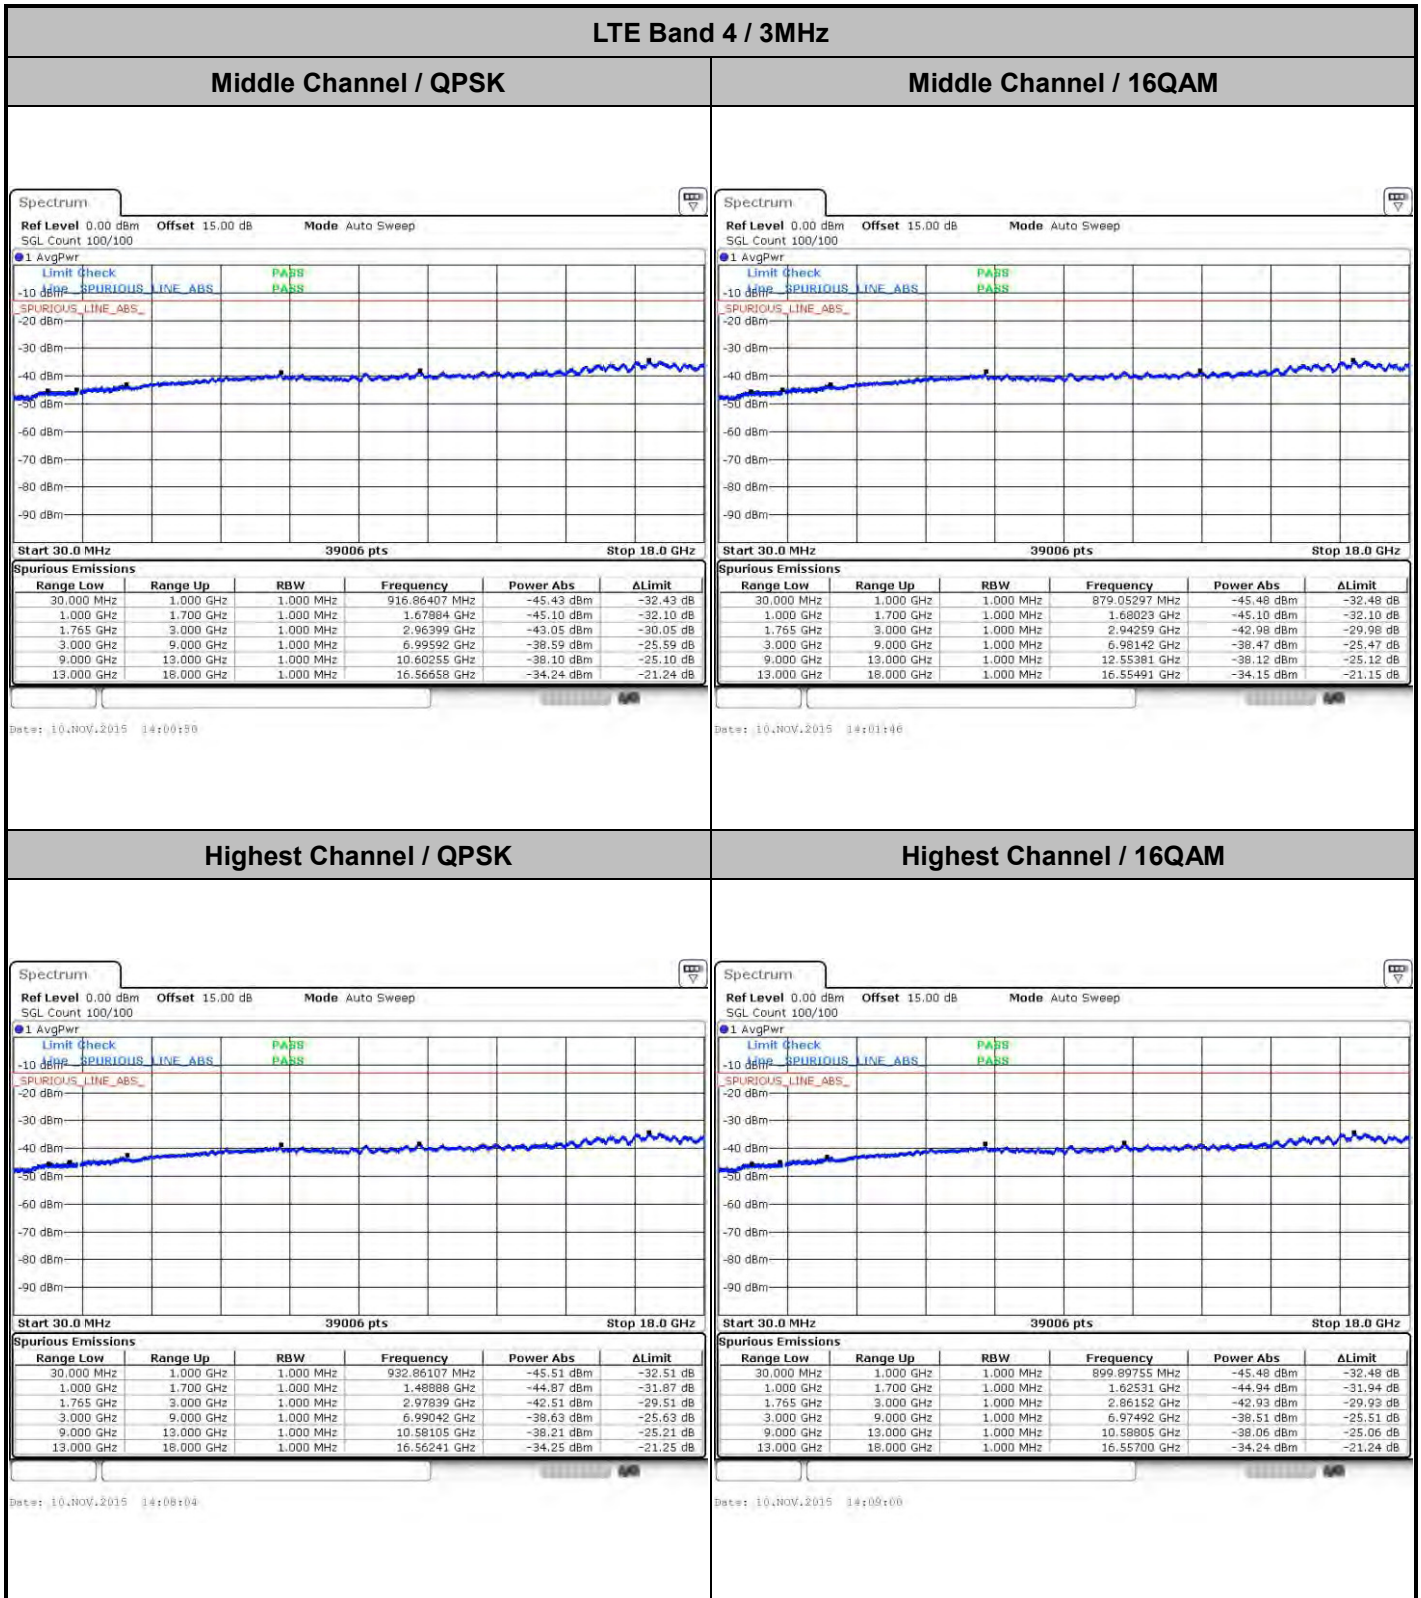 LTE Band 4 / 3MHz
Middle Channel / QPSK
Middle Channel / 16QAM
Spectrum
Ref Level 0.00 dBm Offset 15.00 dB Mode Auto Sweep
SGL Count 100/100
1 AvgPwr
Limit Check PASS
Line _SPURIOUS_LINE_ABS_ PASS
-10 dBm
_SPURIOUS_LINE_ABS_
-20 dBm
-30 dBm
-40 dBm
-50 dBm
-60 dBm
-70 dBm
-80 dBm
-90 dBm
Start 30.0 MHz 39006 pts Stop 18.0 GHz
Spurious Emissions
Range Low Range Up RBW Frequency Power Abs ΔLimit
30.000 MHz 1.000 GHz 1.000 MHz 916.86407 MHz -45.43 dBm -32.43 dB
1.000 GHz 1.700 GHz 1.000 MHz 1.67884 GHz -45.10 dBm -32.10 dB
1.765 GHz 3.000 GHz 1.000 MHz 2.96399 GHz -43.05 dBm -30.05 dB
3.000 GHz 9.000 GHz 1.000 MHz 6.99592 GHz -38.59 dBm -25.59 dB
9.000 GHz 13.000 GHz 1.000 MHz 10.60255 GHz -38.10 dBm -25.10 dB
13.000 GHz 18.000 GHz 1.000 MHz 16.56658 GHz -34.24 dBm -21.24 dB
Date: 10.NOV.2015 14:00:50
Spectrum
Ref Level 0.00 dBm Offset 15.00 dB Mode Auto Sweep
SGL Count 100/100
1 AvgPwr
Limit Check PASS
Line _SPURIOUS_LINE_ABS_ PASS
-10 dBm
_SPURIOUS_LINE_ABS_
-20 dBm
-30 dBm
-40 dBm
-50 dBm
-60 dBm
-70 dBm
-80 dBm
-90 dBm
Start 30.0 MHz 39006 pts Stop 18.0 GHz
Spurious Emissions
Range Low Range Up RBW Frequency Power Abs ΔLimit
30.000 MHz 1.000 GHz 1.000 MHz 879.05297 MHz -45.48 dBm -32.48 dB
1.000 GHz 1.700 GHz 1.000 MHz 1.68023 GHz -45.10 dBm -32.10 dB
1.765 GHz 3.000 GHz 1.000 MHz 2.94259 GHz -42.98 dBm -29.98 dB
3.000 GHz 9.000 GHz 1.000 MHz 6.98142 GHz -38.47 dBm -25.47 dB
9.000 GHz 13.000 GHz 1.000 MHz 12.55381 GHz -38.12 dBm -25.12 dB
13.000 GHz 18.000 GHz 1.000 MHz 16.55491 GHz -34.15 dBm -21.15 dB
Date: 10.NOV.2015 14:01:46
Highest Channel / QPSK
Highest Channel / 16QAM
Spectrum
Ref Level 0.00 dBm Offset 15.00 dB Mode Auto Sweep
SGL Count 100/100
1 AvgPwr
Limit Check PASS
Line _SPURIOUS_LINE_ABS_ PASS
-10 dBm
_SPURIOUS_LINE_ABS_
-20 dBm
-30 dBm
-40 dBm
-50 dBm
-60 dBm
-70 dBm
-80 dBm
-90 dBm
Start 30.0 MHz 39006 pts Stop 18.0 GHz
Spurious Emissions
Range Low Range Up RBW Frequency Power Abs ΔLimit
30.000 MHz 1.000 GHz 1.000 MHz 932.86107 MHz -45.51 dBm -32.51 dB
1.000 GHz 1.700 GHz 1.000 MHz 1.48888 GHz -44.87 dBm -31.87 dB
1.765 GHz 3.000 GHz 1.000 MHz 2.97839 GHz -42.51 dBm -29.51 dB
3.000 GHz 9.000 GHz 1.000 MHz 6.99042 GHz -38.63 dBm -25.63 dB
9.000 GHz 13.000 GHz 1.000 MHz 10.58105 GHz -38.21 dBm -25.21 dB
13.000 GHz 18.000 GHz 1.000 MHz 16.56241 GHz -34.25 dBm -21.25 dB
Date: 10.NOV.2015 14:08:04
Spectrum
Ref Level 0.00 dBm Offset 15.00 dB Mode Auto Sweep
SGL Count 100/100
1 AvgPwr
Limit Check PASS
Line _SPURIOUS_LINE_ABS_ PASS
-10 dBm
_SPURIOUS_LINE_ABS_
-20 dBm
-30 dBm
-40 dBm
-50 dBm
-60 dBm
-70 dBm
-80 dBm
-90 dBm
Start 30.0 MHz 39006 pts Stop 18.0 GHz
Spurious Emissions
Range Low Range Up RBW Frequency Power Abs ΔLimit
30.000 MHz 1.000 GHz 1.000 MHz 899.89755 MHz -45.48 dBm -32.48 dB
1.000 GHz 1.700 GHz 1.000 MHz 1.62531 GHz -44.94 dBm -31.94 dB
1.765 GHz 3.000 GHz 1.000 MHz 2.86152 GHz -42.93 dBm -29.93 dB
3.000 GHz 9.000 GHz 1.000 MHz 6.97492 GHz -38.51 dBm -25.51 dB
9.000 GHz 13.000 GHz 1.000 MHz 10.58805 GHz -38.06 dBm -25.06 dB
13.000 GHz 18.000 GHz 1.000 MHz 16.55700 GHz -34.24 dBm -21.24 dB
Date: 10.NOV.2015 14:09:00